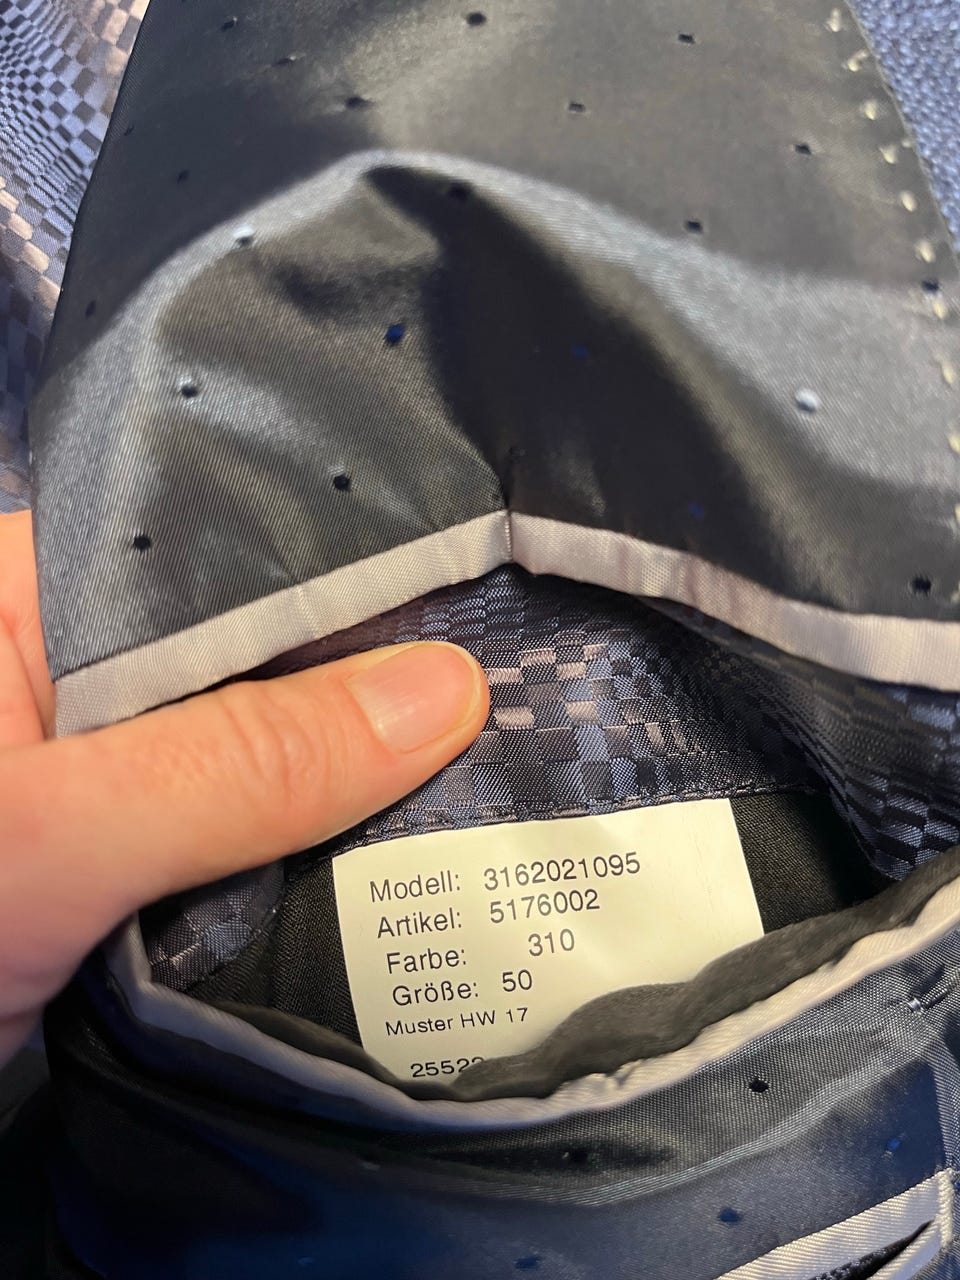 Modell: 3162021095
Artikel: 5176002
Farbe: 310
Größe: 50
Muster HW 17